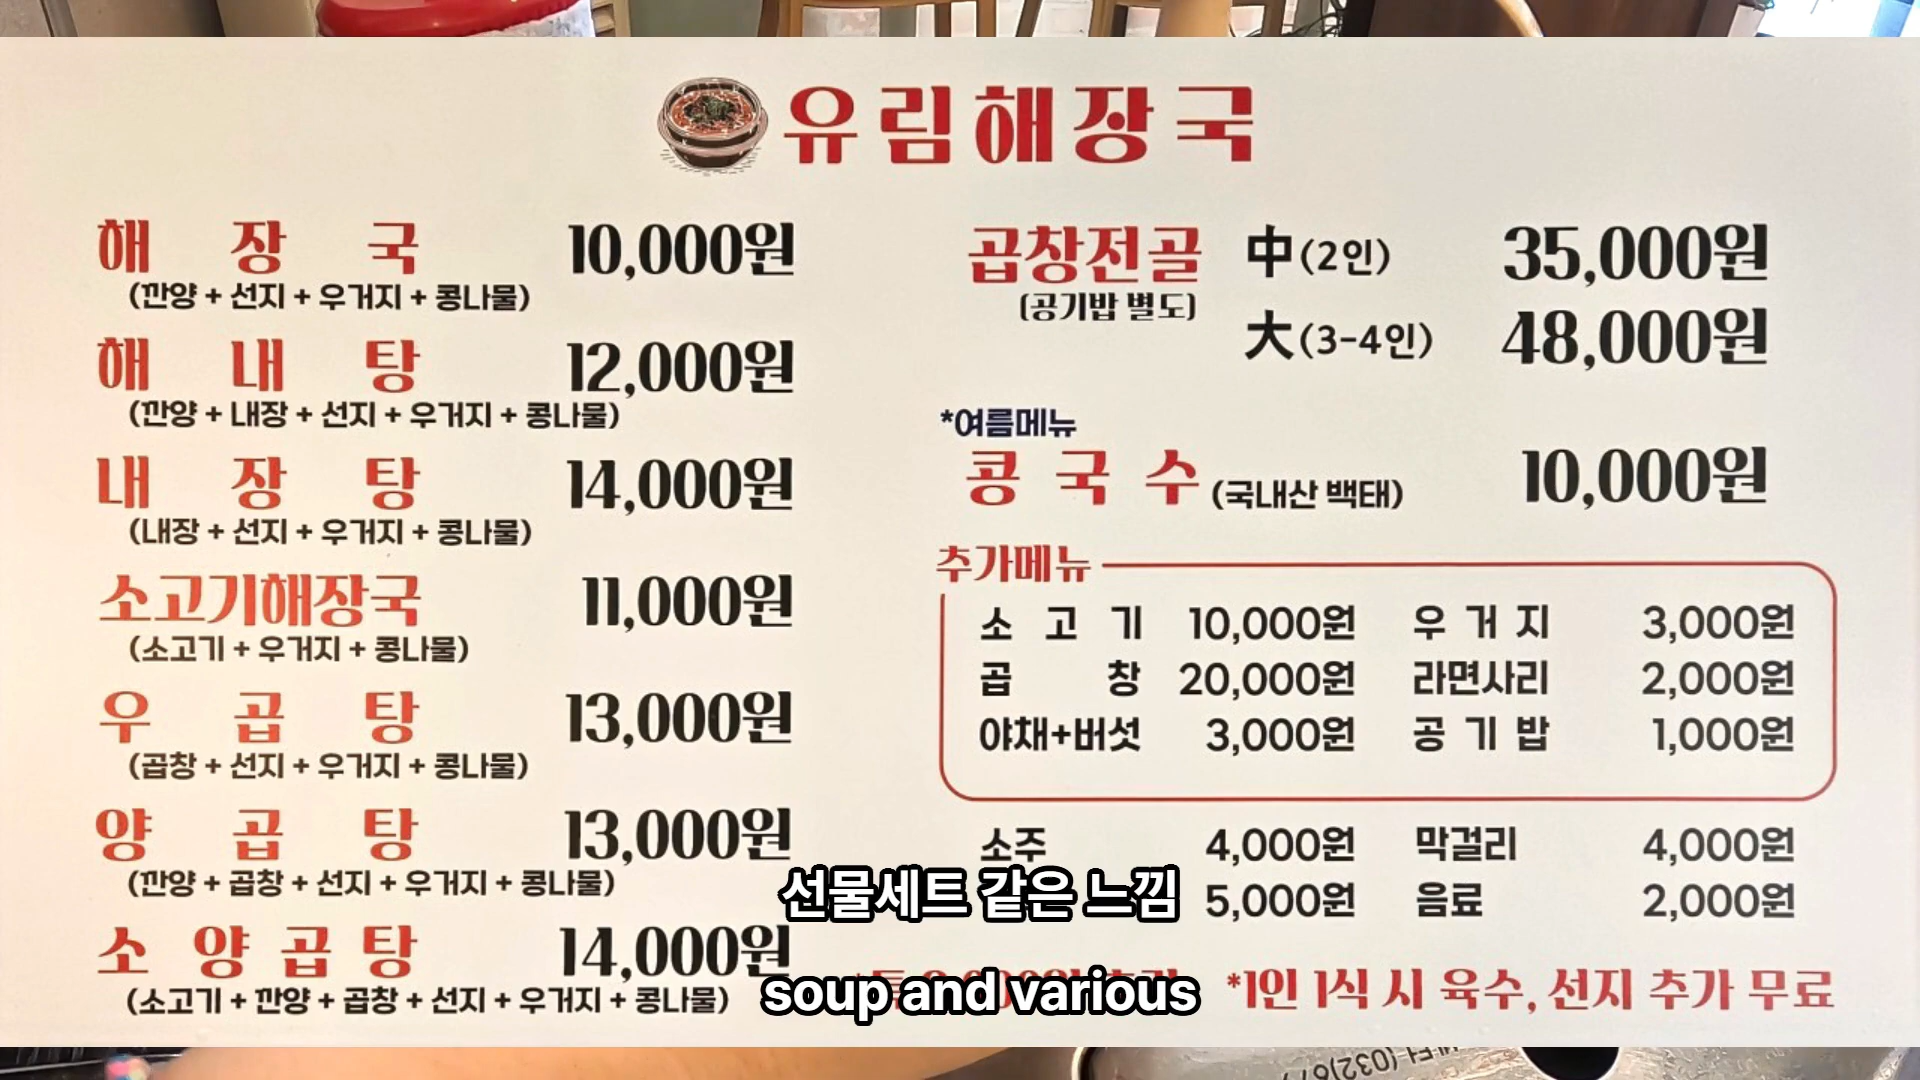 유림해장국
해장국 10,000원
(깐양 + 선지 + 우거지 + 콩나물)
해내탕 12,000원
(깐양 + 내장 + 선지 + 우거지 + 콩나물)
내장탕 14,000원
(내장 + 선지 + 우거지 + 콩나물)
소고기해장국 11,000원
(소고기 + 우거지 + 콩나물)
우곱탕 13,000원
(곱창 + 선지 + 우거지 + 콩나물)
양곱탕 13,000원
(깐양 + 곱창 + 선지 + 우거지 + 콩나물)
소양곱탕 14,000원
(소고기 + 깐양 + 곱창 + 선지 + 우거지 + 콩나물)
곱창전골 中(2인) 35,000원
(공기밥 별도)
大(3-4인) 48,000원
*여름메뉴
콩국수 (국내산 백태) 10,000원
추가메뉴
소고기 10,000원 우거지 3,000원
곱창 20,000원 라면사리 2,000원
야채+버섯 3,000원 공기밥 1,000원
소주 4,000원 막걸리 4,000원
5,000원 음료 2,000원
*1인 1식 시 육수, 선지 추가 무료
선물세트 같은 느낌
soup and various